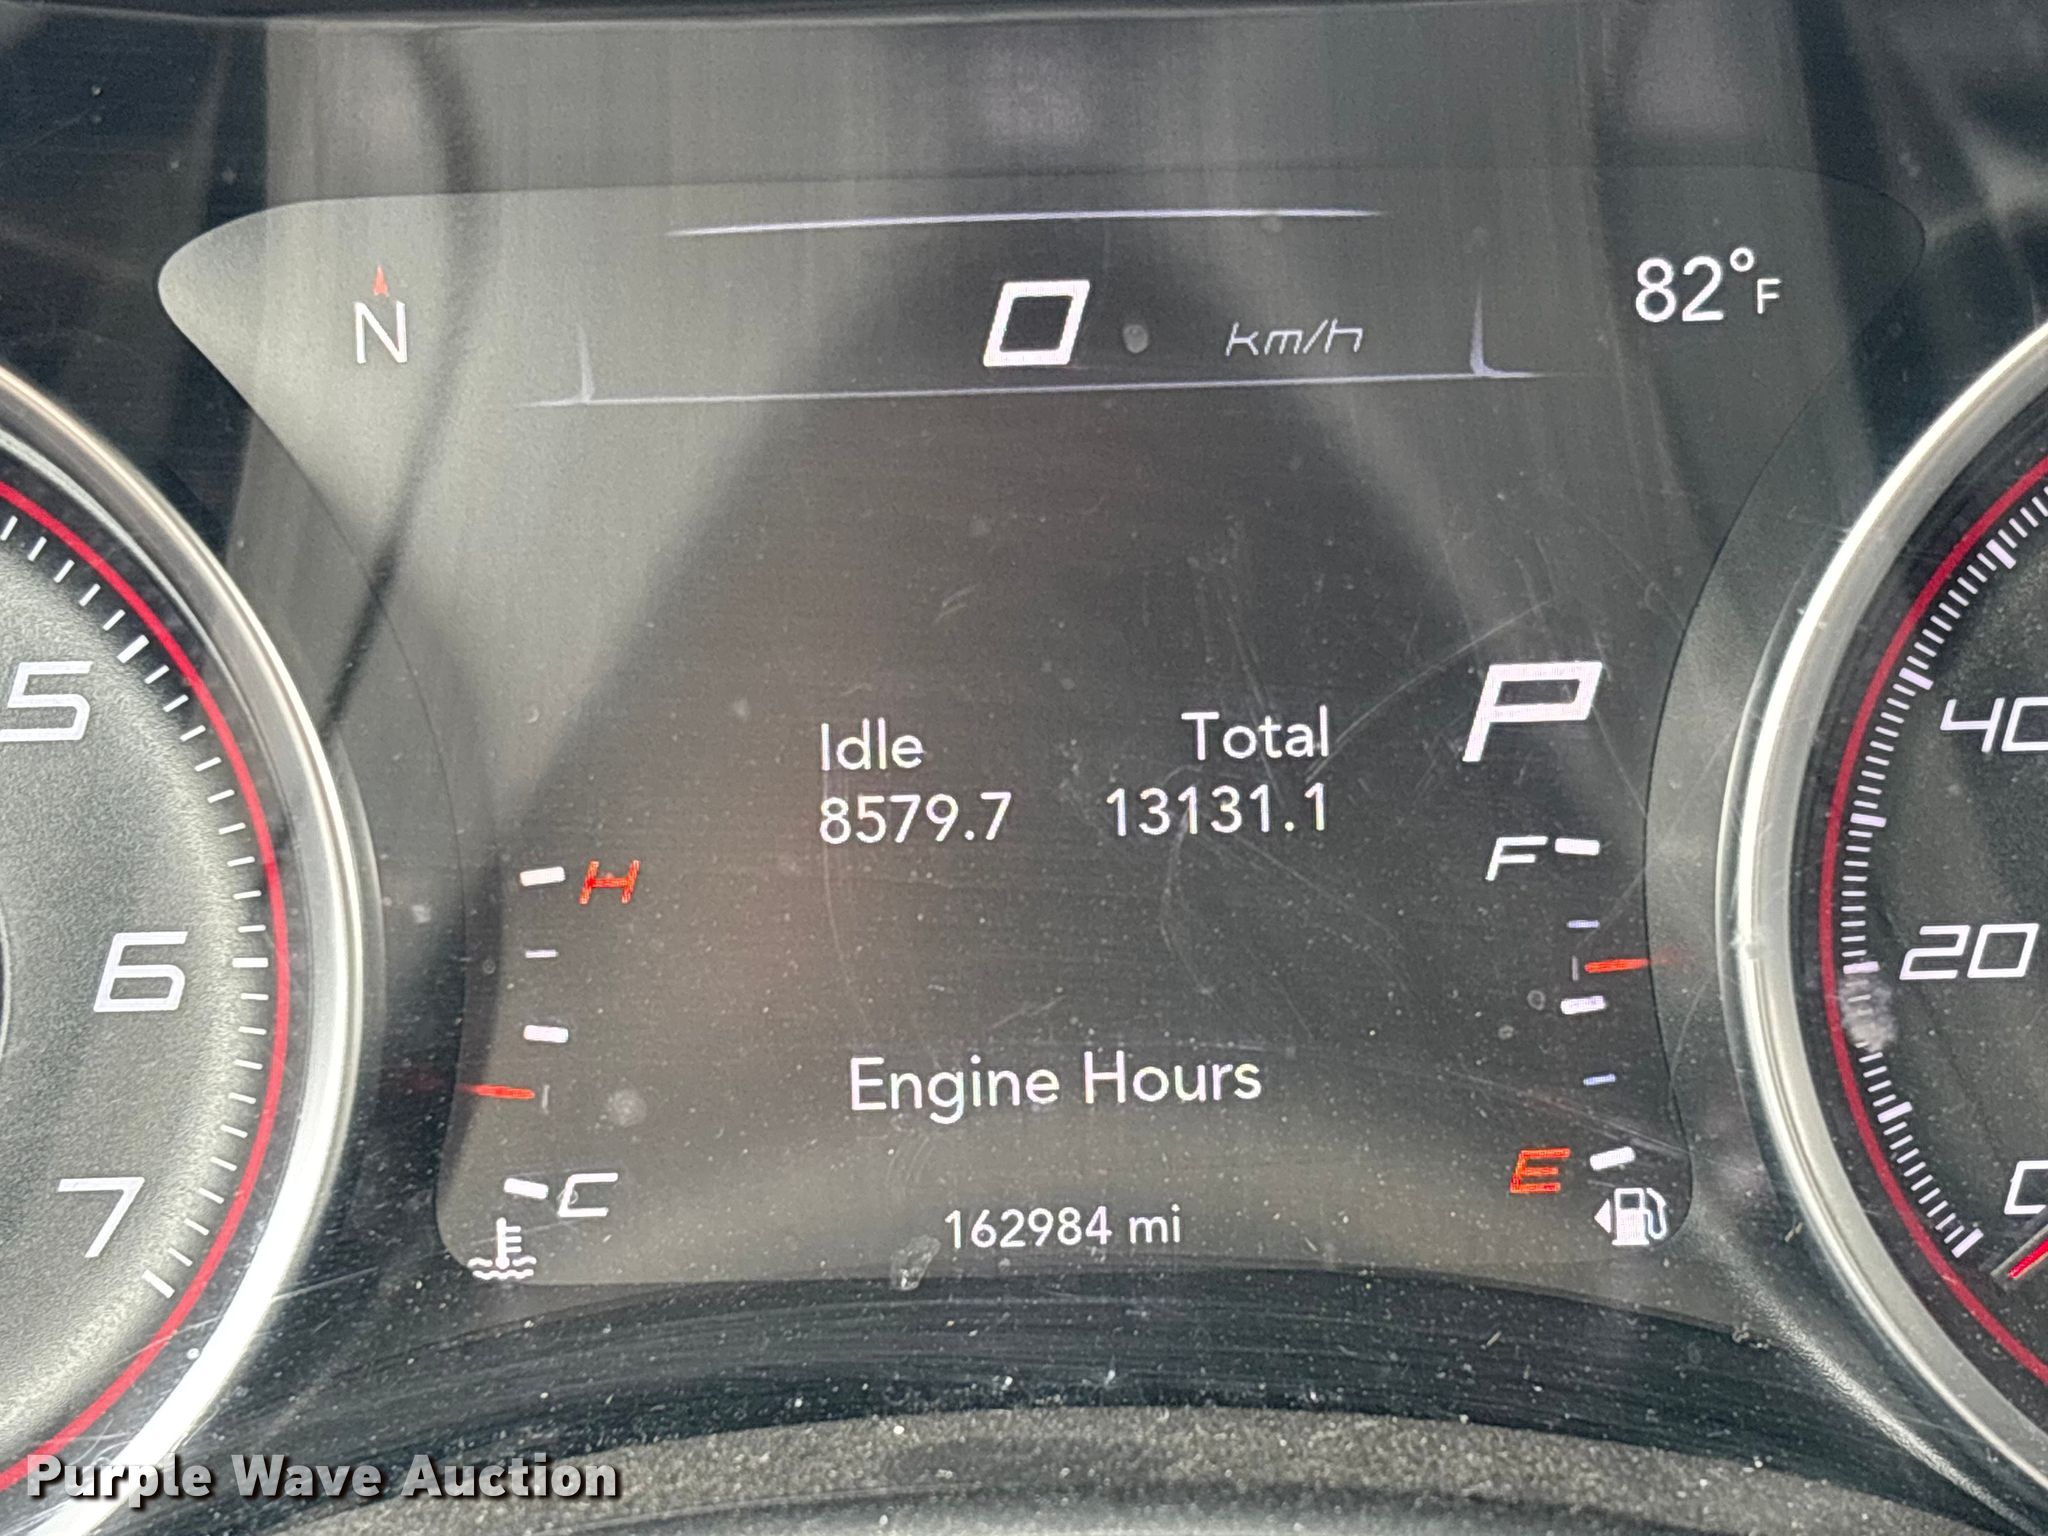 N
0 km/h
82°F
5
40
Idle Total
8579.7 13131.1
P
H
F
6
20
Engine Hours
7
C
E
0
162984 mi
Purple Wave Auction